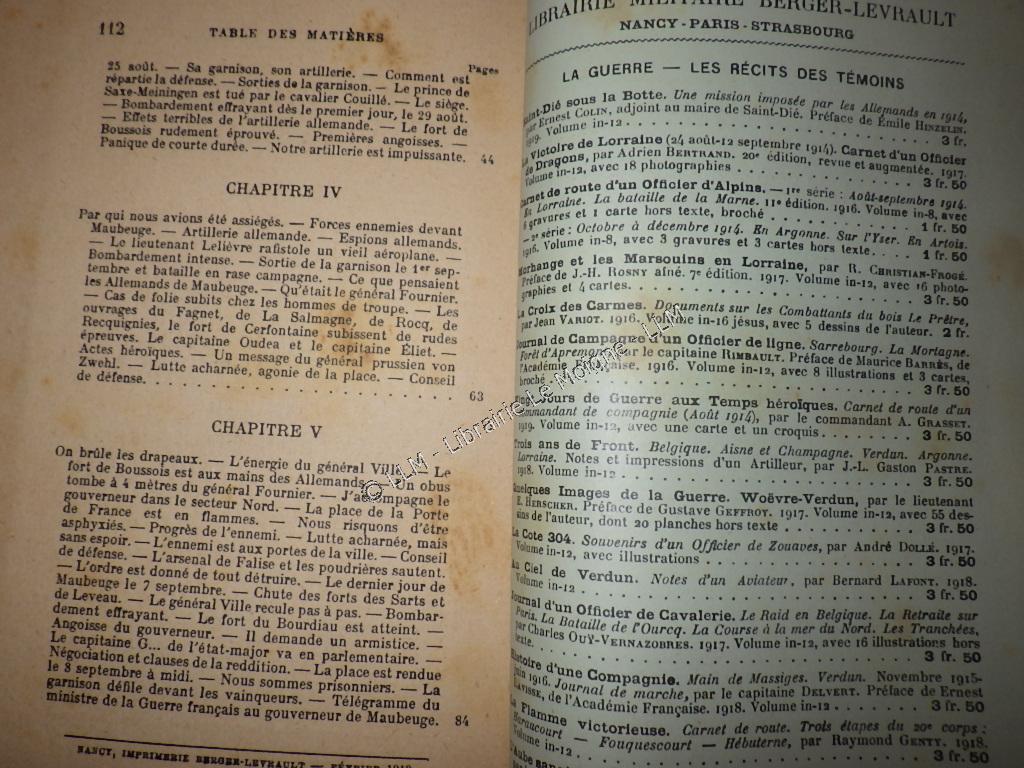 112
TABLE DES MATIÈRES
Pages
25 août. — Sa garnison, son artillerie. — Comment est
répartie la défense. — Sorties de la garnison. — Le prince de
Saxe-Meiningen est tué par le cavalier Couillé. — Le siège.
— Bombardement effrayant dès le premier jour, le 29 août.
— Effets terribles de l'artillerie allemande. — Le fort de
Boussois rudement éprouvé. — Premières angoisses. —
Panique de courte durée. — Notre artillerie est impuissante. 44
CHAPITRE IV
Par qui nous avions été assiégés. — Forces ennemies devant
Maubeuge. — Artillerie allemande. — Espions allemands.
— Le lieutenant Lelièvre rafistole un vieil aéroplane. —
Bombardement intense. — Sortie de la garnison le 1er sep-
tembre et bataille en rase campagne. — Ce que pensaient
les Allemands de Maubeuge. — Qu'était le général Fournier.
— Cas de folie subits chez les hommes de troupe. — Les
ouvrages du Fagnet, de La Salmagne, de Rocq, de
Recquignies, le fort de Cerfontaine subissent de rudes
épreuves. Le capitaine Oudea et le capitaine Éliet. —
Actes héroïques. — Un message du général prussien von
Zwehl. — Lutte acharnée, agonie de la place. — Conseil
de défense. . . . . . . . . . . . . . . . . . . . . . 63
CHAPITRE V
On brûle les drapeaux. — L'énergie du général Ville. — Le
fort de Boussois est aux mains des Allemands. — Un obus
tombe à 4 mètres du général Fournier. — J'accompagne le
gouverneur dans le secteur Nord. — La place de la Porte
de France est en flammes. — Nous risquons d'être
asphyxiés. — Progrès de l'ennemi. — Lutte acharnée, mais
sans espoir. — L'ennemi est aux portes de la ville. — Conseil
de défense. — L'arsenal de Falise et les poudrières sautent.
— L'ordre est donné de tout détruire. — Le dernier jour de
Maubeuge le 7 septembre. — Chute des forts des Sarts et
de Leveau. — Le général Ville recule pas à pas. — Bombar-
dement effrayant. — Le fort du Bourdiau est atteint. —
Angoisse du gouverneur. — Il demande un armistice. —
Le capitaine G... de l'état-major va en parlementaire. —
Négociation et clauses de la reddition. — La place est rendue
le 8 septembre à midi. — Nous sommes prisonniers. — La
garnison défile devant les vainqueurs. — Télégramme du
ministre de la Guerre français au gouverneur de Maubeuge. 84
NANCY, IMPRIMERIE BERGER-LEVRAULT — FÉVRIER
LIBRAIRIE MILITAIRE BERGER-LEVRAULT
NANCY - PARIS - STRASBOURG
LA GUERRE — LES RÉCITS DES TÉMOINS
Saint-Dié sous la Botte. Une mission imposée par les Allemands en 1914,
par Ernest COLIN, adjoint au maire de Saint-Dié. Préface de Émile HINZELIN.
1919. Volume in-12 . . . . . . . . . . . . . . . 3 fr.
La Victoire de Lorraine (24 août-12 septembre 1914). Carnet d'un Officier
de Dragons, par Adrien BERTRAND. 20e édition, revue et augmentée. 1917.
Volume in-12, avec 18 photographies . . . . . . . . . . 3 fr. 50
Carnet de route d'un Officier d'Alpins. — 1re série : Août-septembre 1914.
En Lorraine. La bataille de la Marne. 11e édition. 1916. Volume in-8, avec
6 gravures et 1 carte hors texte, broché . . . . . . . . . 1 fr. 50
— 2e série : Octobre à décembre 1914. En Argonne. Sur l'Yser. En Artois.
1916. Volume in-8, avec 3 gravures et 3 cartes hors texte. . . . 1 fr. 50
Morhange et les Marsouins en Lorraine, par R. CHRISTIAN-FROGÉ.
Préface de J.-H. ROSNY aîné. 7e édition. 1917. Volume in-12, avec 16 photo-
graphies et 4 cartes. . . . . . . . . . . . . . . 3 fr. 50
La Croix des Carmes. Documents sur les Combattants du bois Le Prêtre,
par Jean VARIOT. 1916. Volume in-16 jésus, avec 5 dessins de l'auteur. 2 fr.
Journal de Campagne d'un Officier de ligne. Sarrebourg. La Mortagne.
Forêt d'Apremont, par le capitaine RIMBAULT. Préface de Maurice BARRÈS, de
l'Académie Française. 1916. Volume in-12, avec 8 illustrations et 3 cartes,
broché . . . . . . . . . . . . . . . . . . 3 fr. 50
Vingt Jours de Guerre aux Temps héroïques. Carnet de route d'un
Commandant de compagnie (Août 1914), par le commandant A. GRASSET.
1919. Volume in-12, avec une carte et un croquis. . . . . . . 3 fr. 50
Trois ans de Front. Belgique. Aisne et Champagne. Verdun. Argonne.
Lorraine. Notes et impressions d'un Artilleur, par J.-L. Gaston PASTRE.
1918. Volume in-12 . . . . . . . . . . . . . . . 3 fr. 50
Quelques Images de la Guerre. Woëvre-Verdun, par le lieutenant
E. HERSCHER. Préface de Gustave GEFFROY. 1917. Volume in-12, avec 55 des-
sins de l'auteur, dont 20 planches hors texte . . . . . . . . 3 fr. 50
La Cote 304. Souvenirs d'un Officier de Zouaves, par André DOLLÉ. 1917.
Volume in-12, avec illustrations . . . . . . . . . . . . 3 fr. 50
Au Ciel de Verdun. Notes d'un Aviateur, par Bernard LAFONT. 1918.
Volume in-12 . . . . . . . . . . . . . . . . . 3 fr. 50
Journal d'un Officier de Cavalerie. Le Raid en Belgique. La Retraite sur
Paris. La Bataille de l'Ourcq. La Course à la mer du Nord. Les Tranchées,
par Charles OUŸ-VERNAZOBRES. 1917. Volume in-12, avec 16 illustrations hors
texte. . . . . . . . . . . . . . . . . . . 3 fr. 50
Histoire d'une Compagnie. Main de Massiges. Verdun. Novembre 1915-
Juin 1916. Journal de marche, par le capitaine DELVERT. Préface de Ernest
LAVISSE, de l'Académie Française. 1918. Volume in-12 . . . . . . 3 fr. 50
La Flamme victorieuse. Carnet de route. Trois étapes du 20e corps :
Haraucourt — Fouquescourt — Hébuterne, par Raymond GENTY. 1918.
Volume in-12 . . . . . . . . . . . . . . . . . 3 fr. 50
L'Aube
© LLM - Librairie Le Monde - LLM